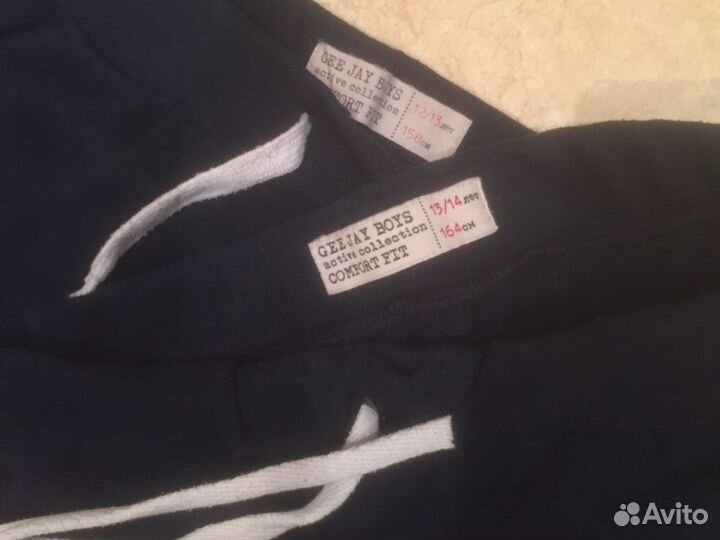 GEE JAY BOYS
active collection
COMFORT FIT
12/13 лет
158 см
GEE JAY BOYS
active collection
COMFORT FIT
13/14 лет
164 см
Avito